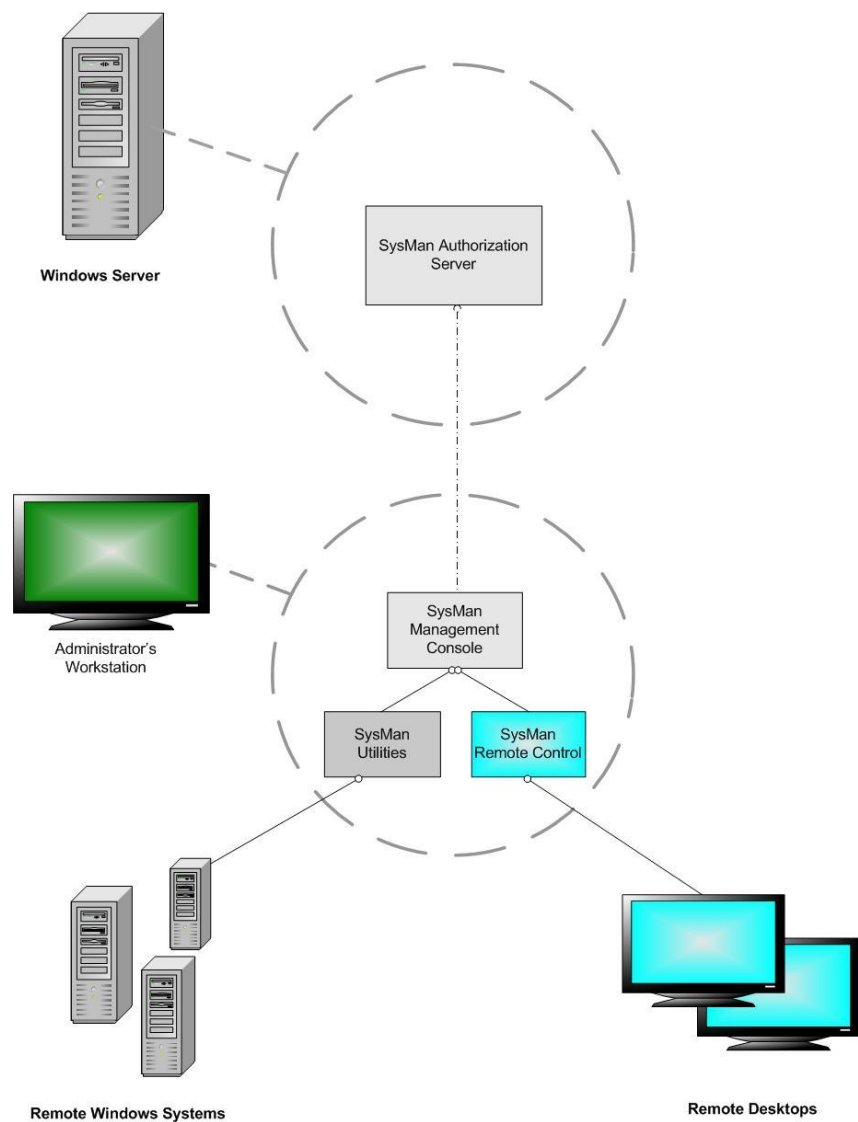 Windows Server
SysMan Authorization
Server
Administrator's
Workstation
SysMan
Management
Console
SysMan
Utilities
SysMan
Remote Control
Remote Windows Systems
Remote Desktops